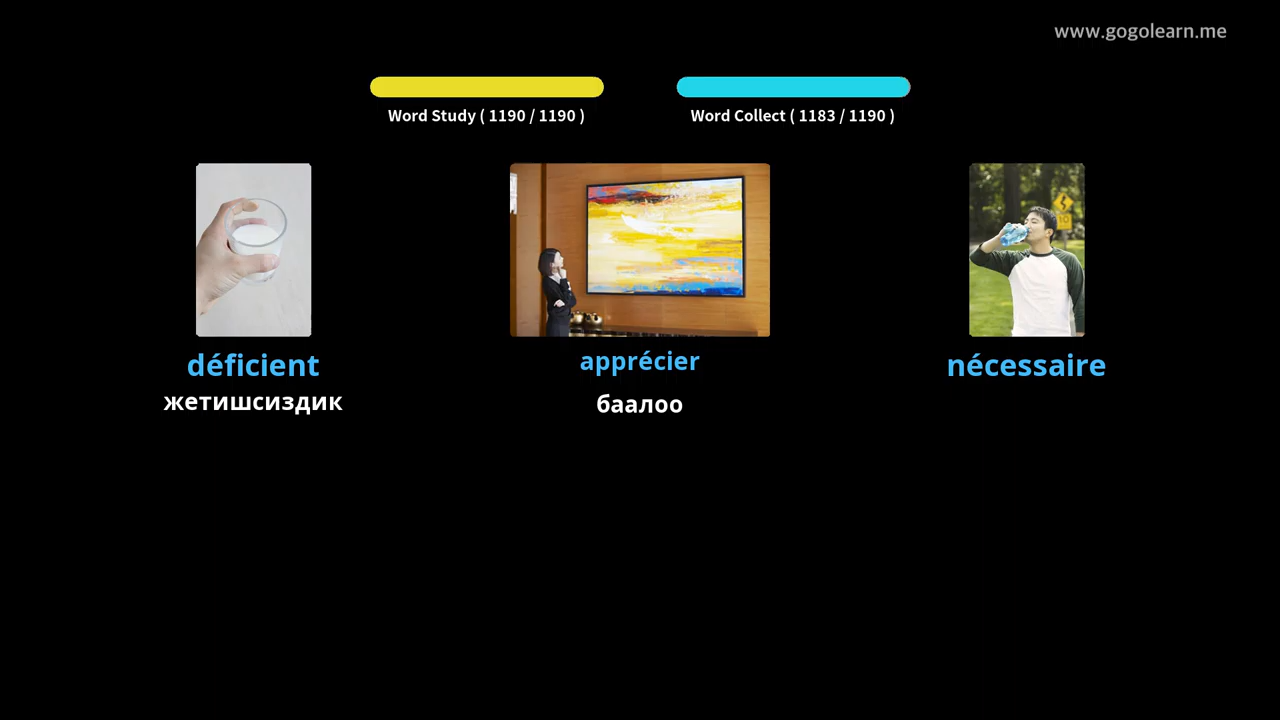 www.gogolearn.me
Word Study ( 1190 / 1190 )
Word Collect ( 1183 / 1190 )
déficient
apprécier
nécessaire
жетишсиздик
баалоо